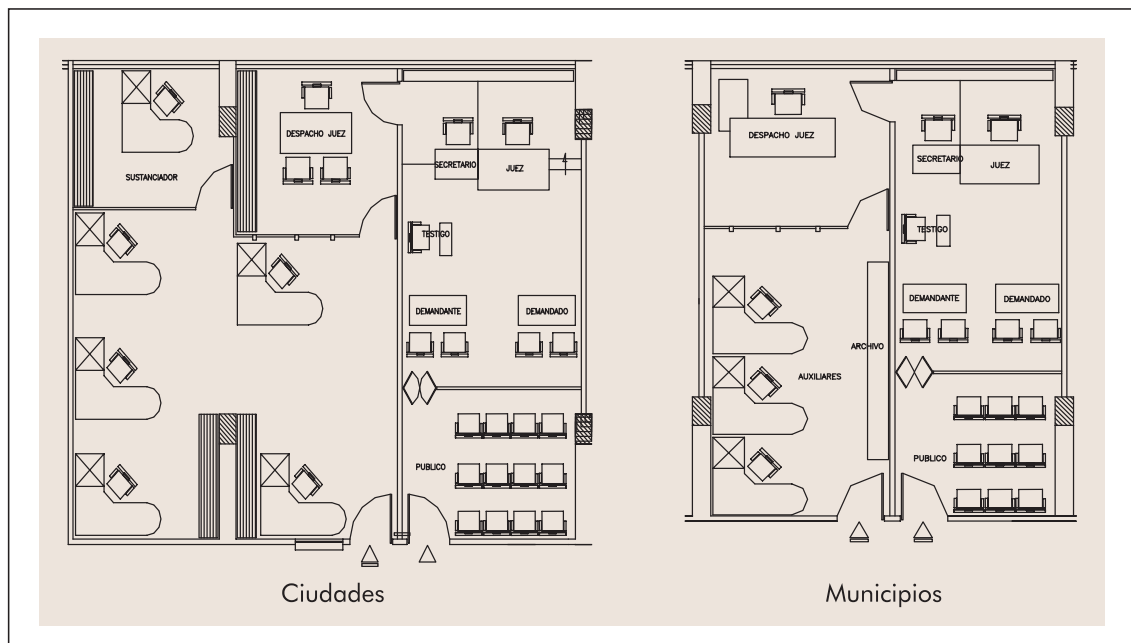 SUSTANCIADOR
DESPACHO JUEZ
SECRETARIO
JUEZ
TESTIGO
DEMANDANTE
DEMANDADO
PUBLICO
Ciudades
DESPACHO JUEZ
SECRETARIO
JUEZ
TESTIGO
DEMANDANTE
DEMANDADO
ARCHIVO
AUXILIARES
PUBLICO
Municipios